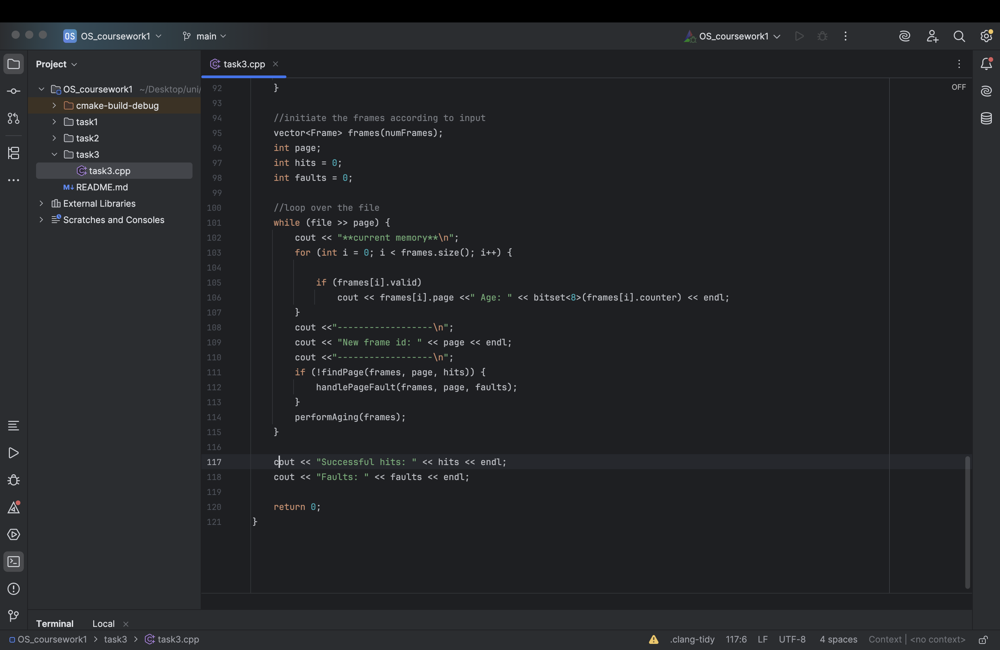 OS OS_coursework1 main OS_coursework1
Project
task3.cpp
OFF
OS_coursework1 ~/Desktop/uni/
cmake-build-debug
task1
task2
task3
task3.cpp
M↓ README.md
External Libraries
Scratches and Consoles
92 }
93
94 //initiate the frames according to input
95 vector<Frame> frames(numFrames);
96 int page;
97 int hits = 0;
98 int faults = 0;
99
100 //loop over the file
101 while (file >> page) {
102 cout << "**current memory**\n";
103 for (int i = 0; i < frames.size(); i++) {
104
105 if (frames[i].valid)
106 cout << frames[i].page <<" Age: " << bitset<8>(frames[i].counter) << endl;
107 }
108 cout <<"------------------\n";
109 cout << "New frame id: " << page << endl;
110 cout <<"------------------\n";
111 if (!findPage(frames, page, hits)) {
112 handlePageFault(frames, page, faults);
113 }
114 performAging(frames);
115 }
116
117 cout << "Successful hits: " << hits << endl;
118 cout << "Faults: " << faults << endl;
119
120 return 0;
121 }
Terminal Local
OS_coursework1 > task3 > task3.cpp .clang-tidy 117:6 LF UTF-8 4 spaces Context <no context>